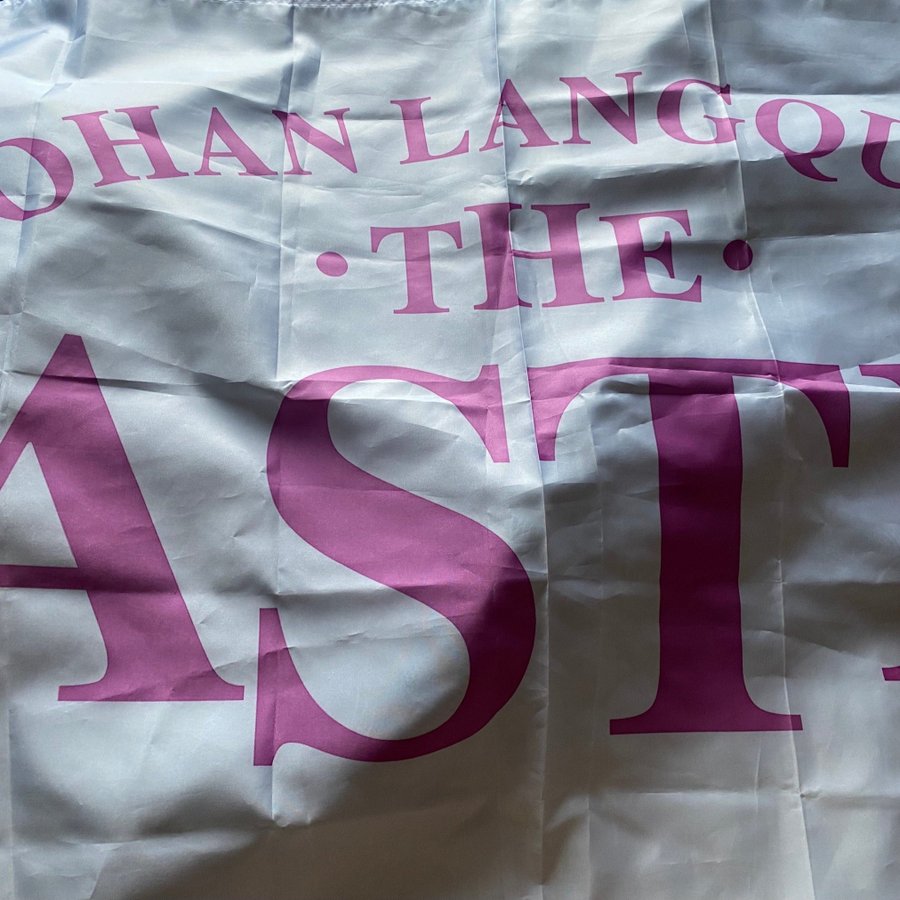 OHAN LANGQU
• THE •
AST